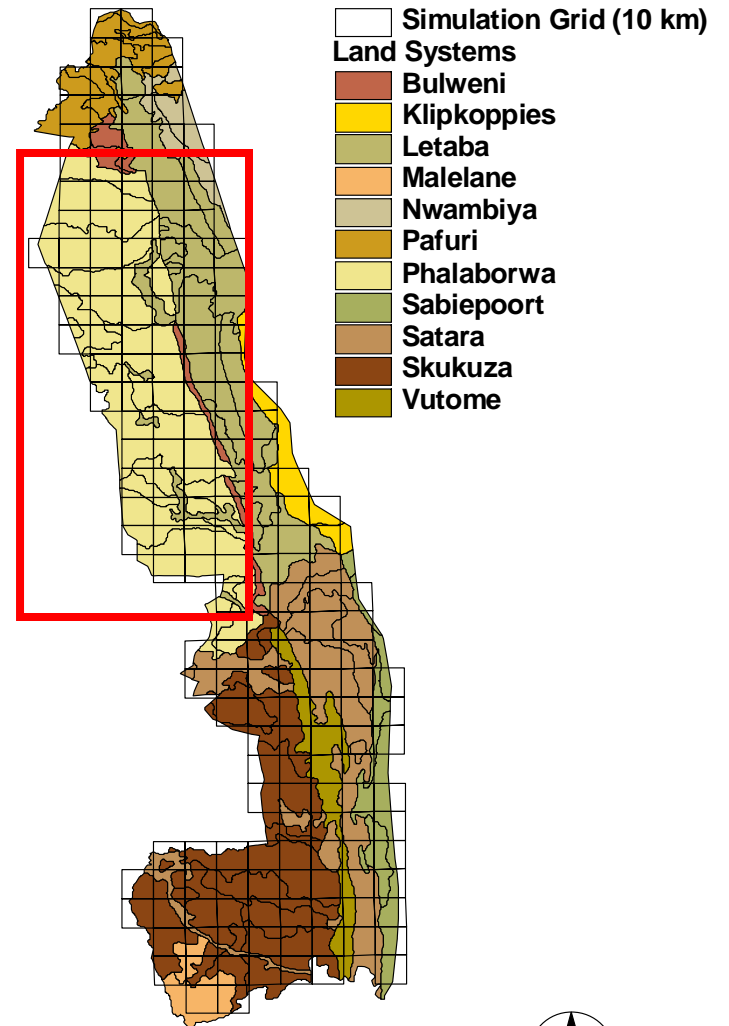 Simulation Grid (10 km)
Land Systems
Bulweni
Klipkoppies
Letaba
Malelane
Nwambiya
Pafuri
Phalaborwa
Sabiepoort
Satara
Skukuza
Vutome